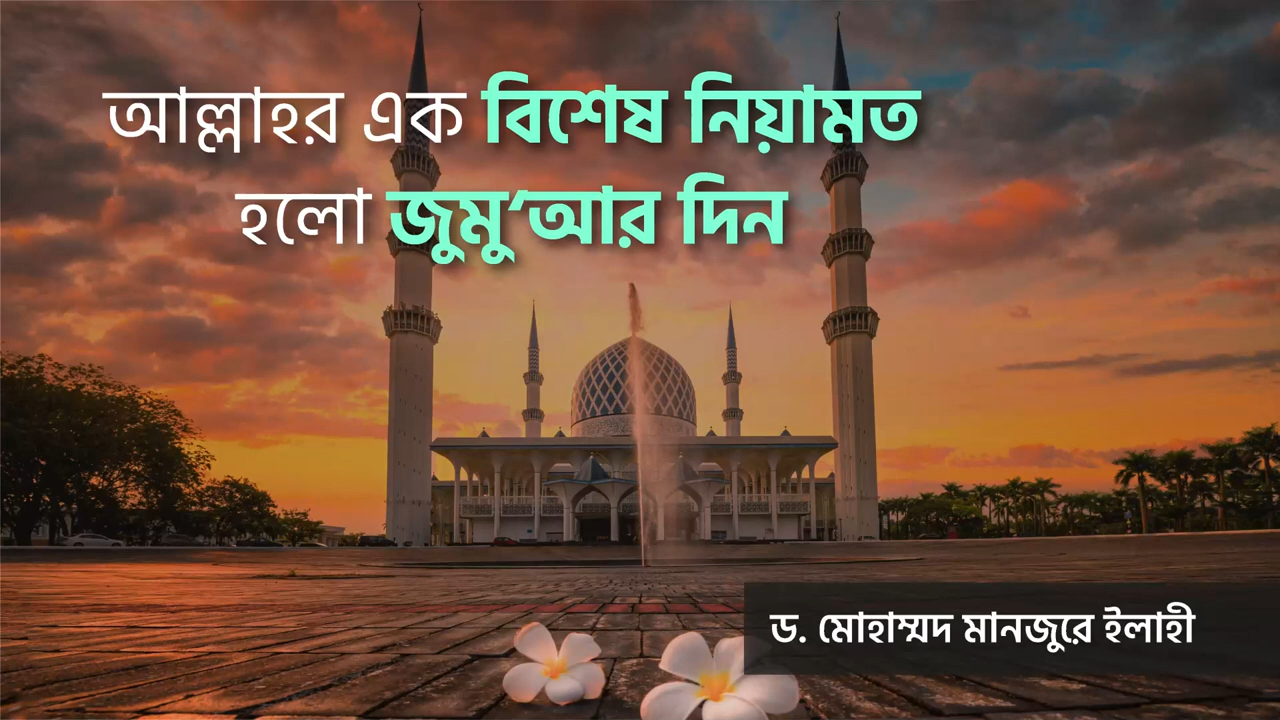 আল্লাহর এক বিশেষ নিয়ামত
হলো জুমু‘আর দিন
ড. মোহাম্মদ মানজুরে ইলাহী